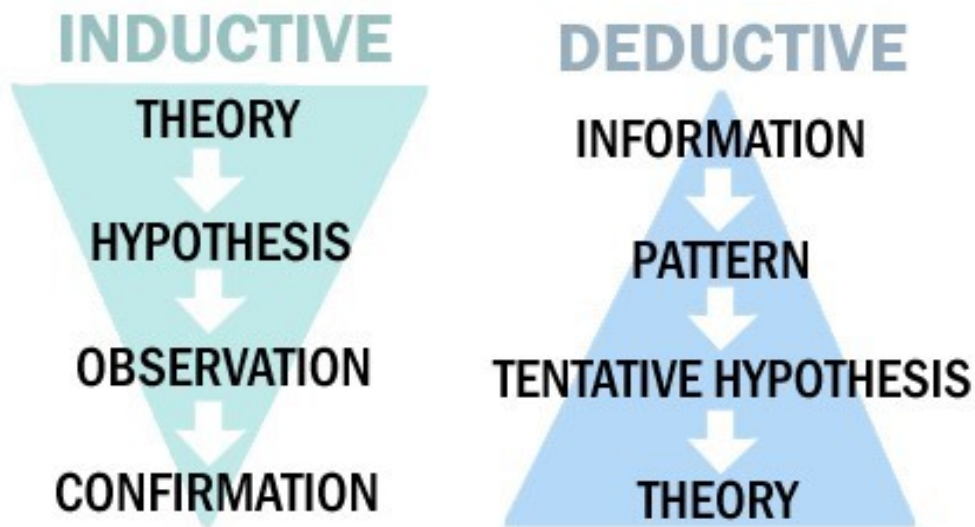 INDUCTIVE
THEORY
HYPOTHESIS
OBSERVATION
CONFIRMATION
DEDUCTIVE
INFORMATION
PATTERN
TENTATIVE HYPOTHESIS
THEORY